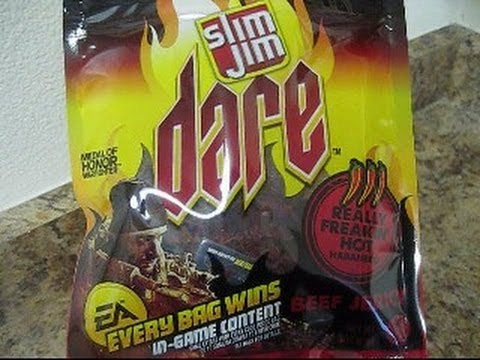 slim
Jim
dare
TM
MEDAL OF
HONOR
REALLY
FREAKIN'
HOT
HABANERO
EA
EVERY BAG WINS
IN-GAME CONTENT
BEEF JERKY